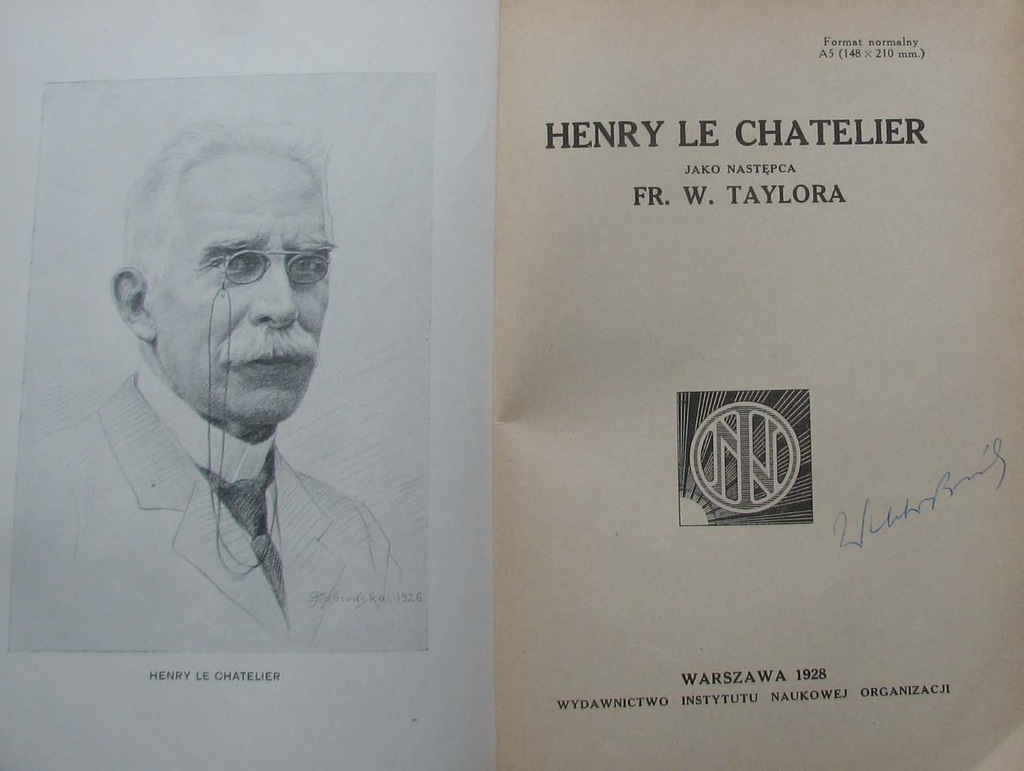 HENRY LE CHATELIER
Format normalny
A5 (148 × 210 mm.)
HENRY LE CHATELIER
JAKO NASTĘPCA
FR. W. TAYLORA
WARSZAWA 1928
WYDAWNICTWO INSTYTUTU NAUKOWEJ ORGANIZACJI
1926